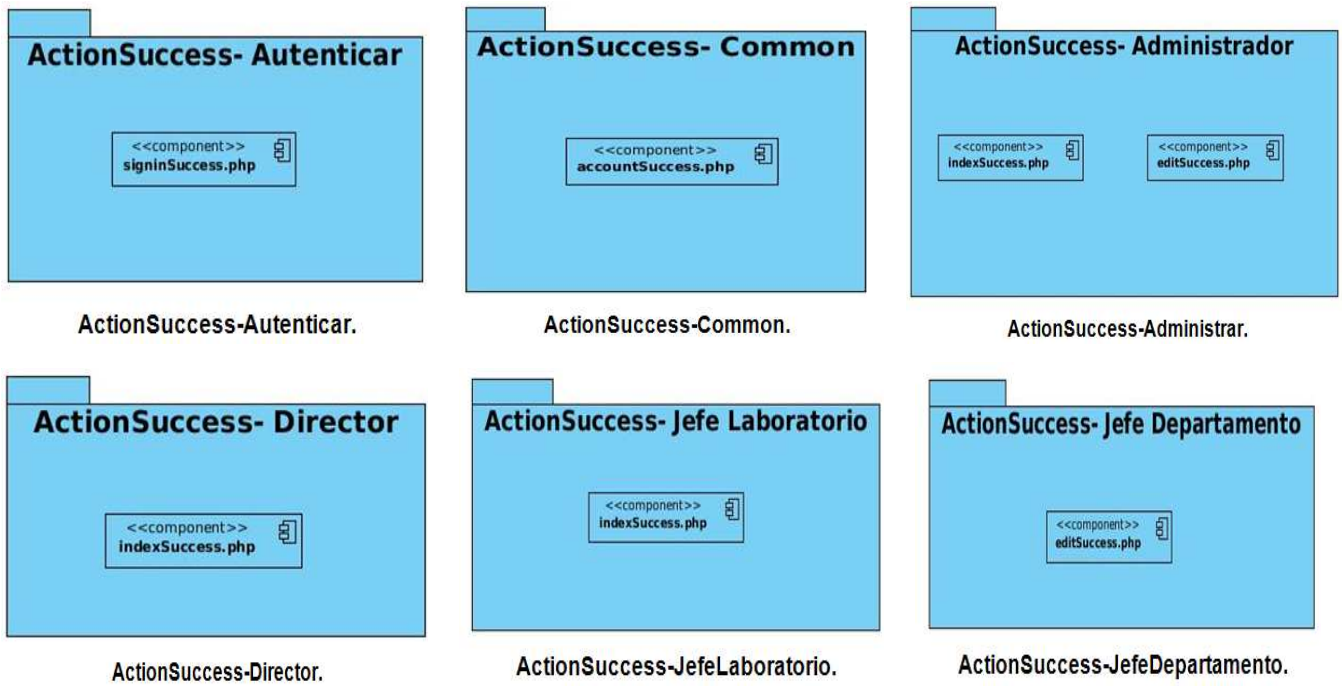 ActionSuccess- Autenticar
<<component>>
signinSuccess.php
ActionSuccess-Autenticar.
ActionSuccess- Common
<<component>>
accountSuccess.php
ActionSuccess-Common.
ActionSuccess- Administrador
<<component>>
indexSuccess.php
<<component>>
editSuccess.php
ActionSuccess-Administrar.
ActionSuccess- Director
<<component>>
indexSuccess.php
ActionSuccess-Director.
ActionSuccess- Jefe Laboratorio
<<component>>
indexSuccess.php
ActionSuccess-JefeLaboratorio.
ActionSuccess- Jefe Departamento
<<component>>
editSuccess.php
ActionSuccess-JefeDepartamento.